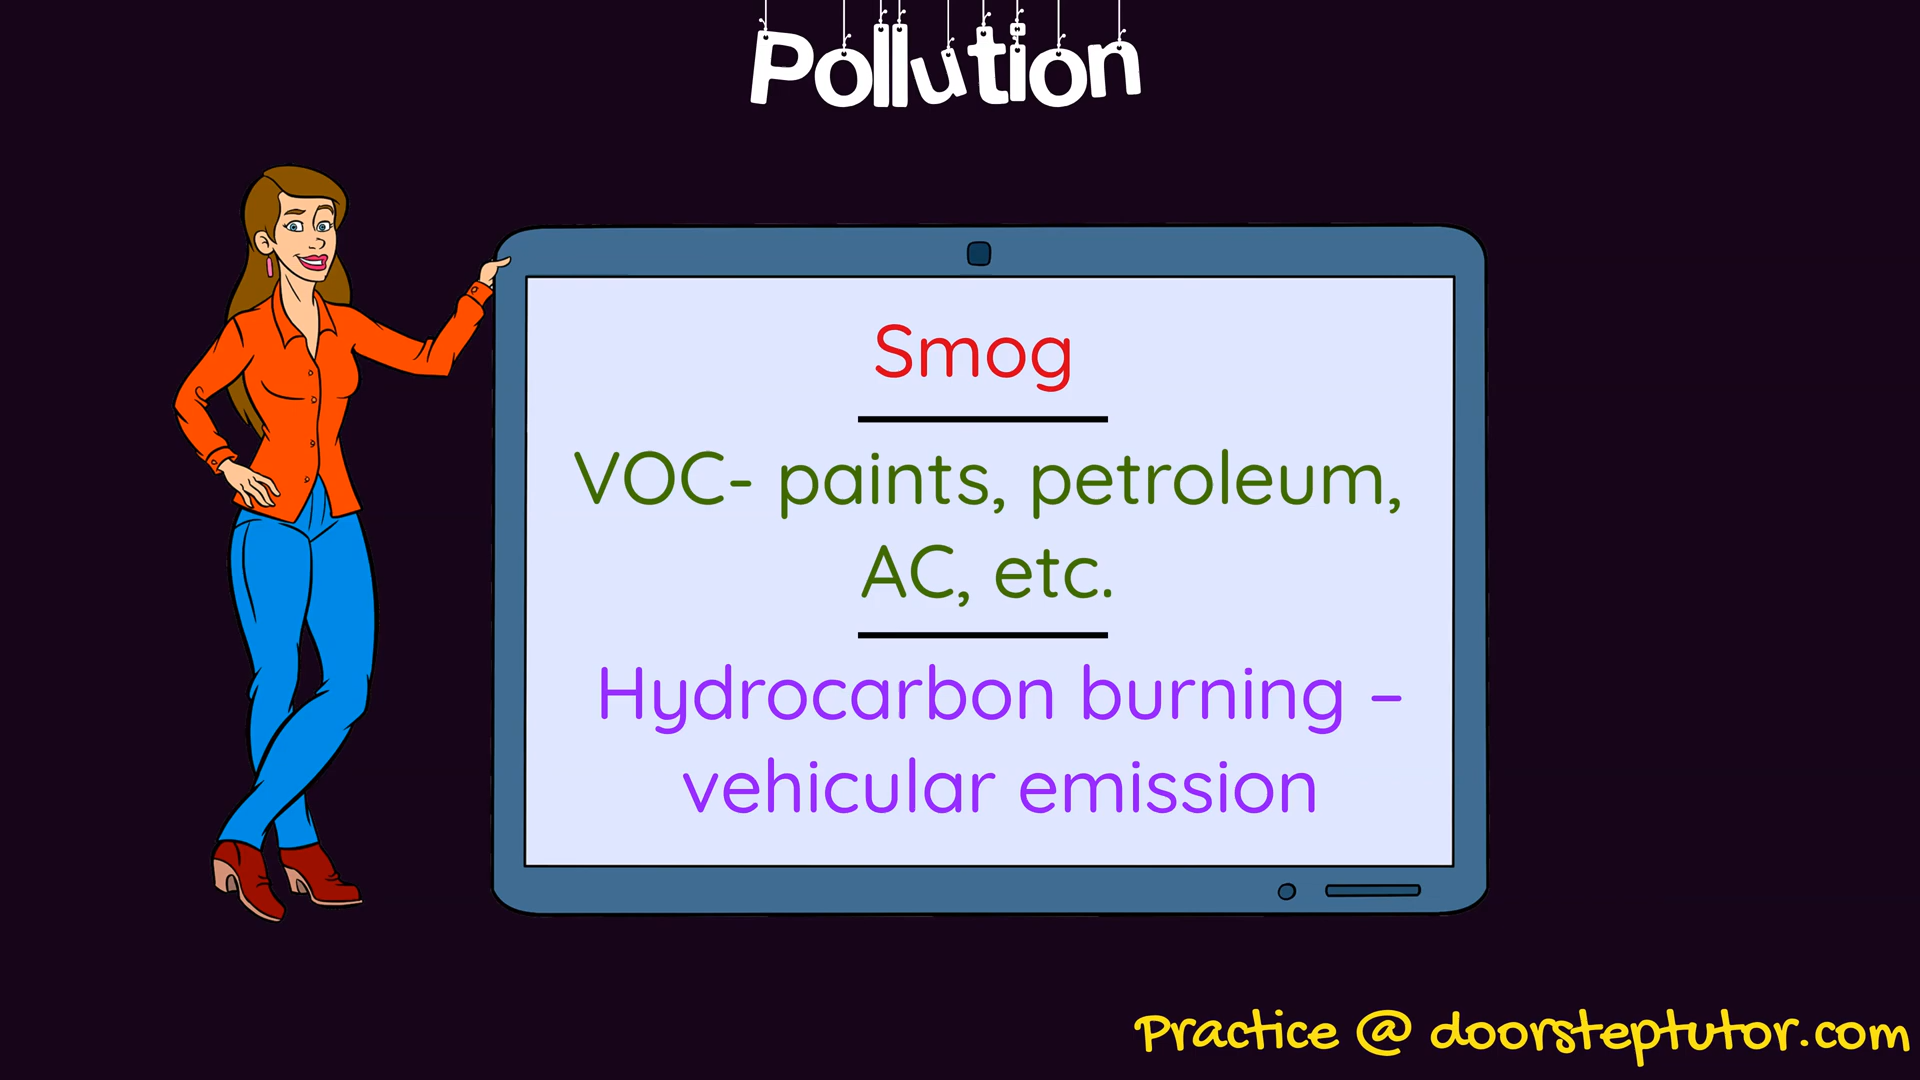 Pollution
Smog
VOC- paints, petroleum,
AC, etc.
Hydrocarbon burning –
vehicular emission
Practice @ doorsteptutor.com